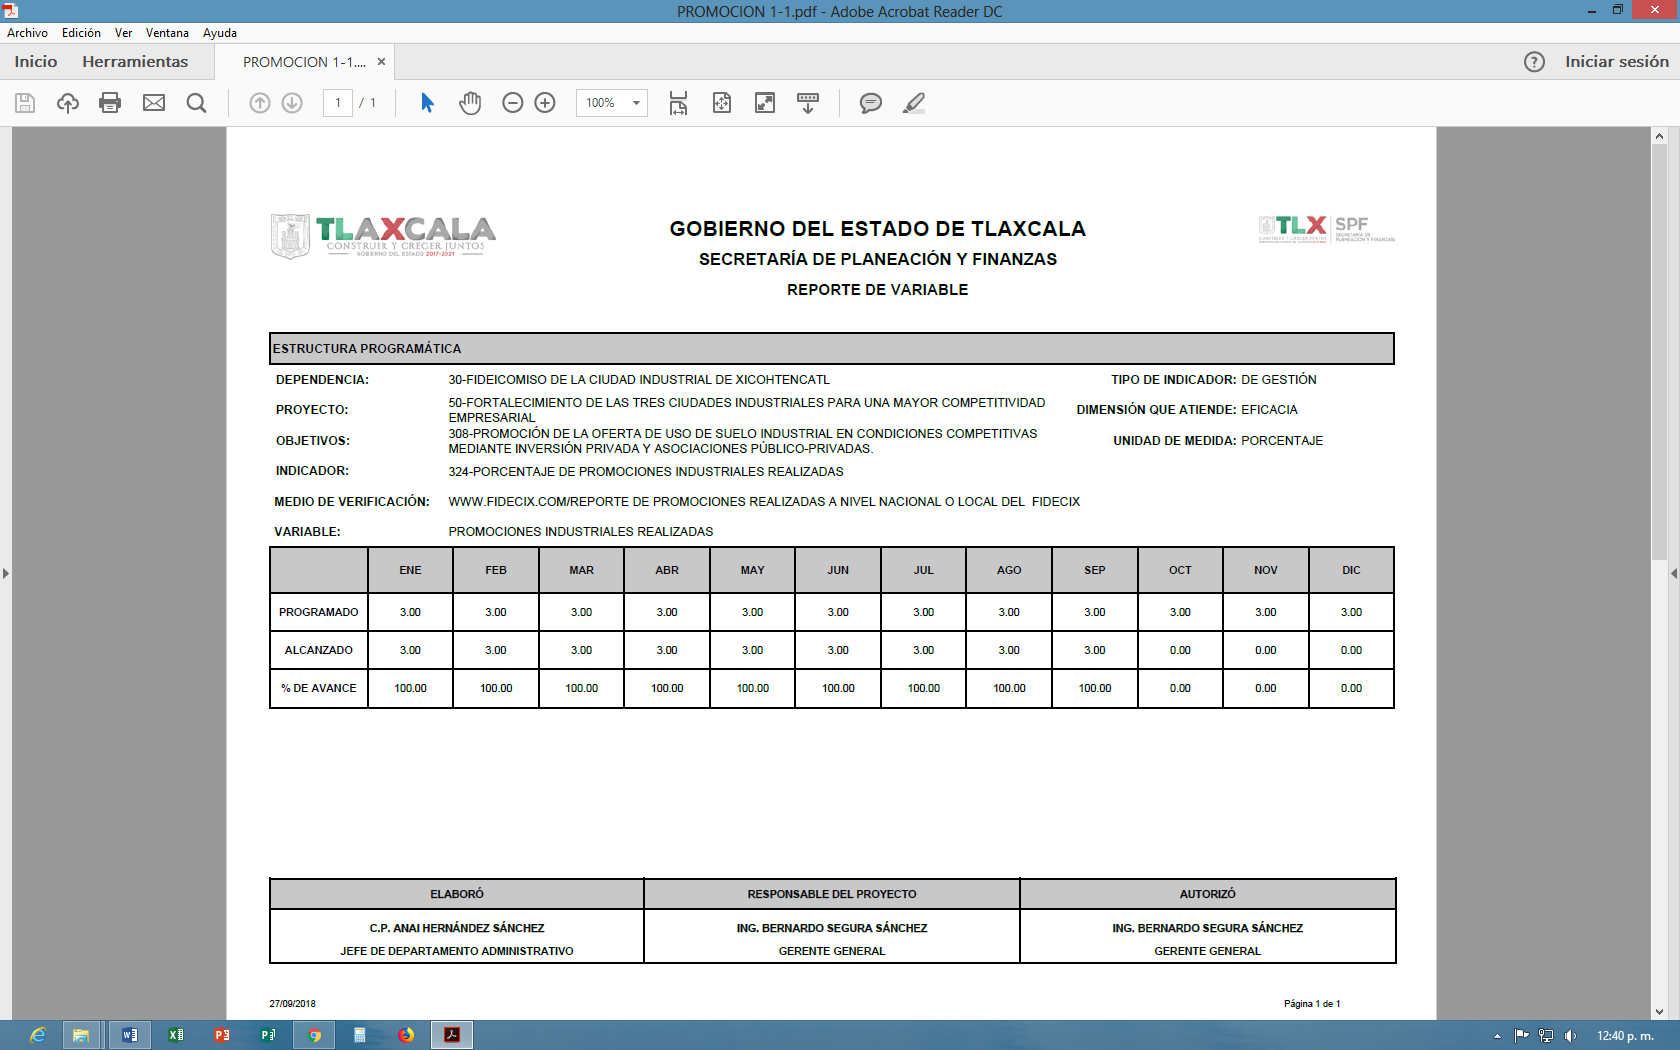 PROMOCION 1-1.pdf - Adobe Acrobat Reader DC
Archivo Edición Ver Ventana Ayuda
Inicio Herramientas PROMOCION 1-1.... × ? Iniciar sesión
1 / 1 100%
TLAXCALA
CONSTRUIR Y CRECER JUNTOS
GOBIERNO DEL ESTADO 2017-2021
GOBIERNO DEL ESTADO DE TLAXCALA
SECRETARÍA DE PLANEACIÓN Y FINANZAS
REPORTE DE VARIABLE
TLX SPF
SECRETARÍA DE
PLANEACIÓN Y FINANZAS
ESTRUCTURA PROGRAMÁTICA
DEPENDENCIA: 30-FIDEICOMISO DE LA CIUDAD INDUSTRIAL DE XICOHTENCATL TIPO DE INDICADOR: DE GESTIÓN
PROYECTO: 50-FORTALECIMIENTO DE LAS TRES CIUDADES INDUSTRIALES PARA UNA MAYOR COMPETITIVIDAD
EMPRESARIAL DIMENSIÓN QUE ATIENDE: EFICACIA
OBJETIVOS: 308-PROMOCIÓN DE LA OFERTA DE USO DE SUELO INDUSTRIAL EN CONDICIONES COMPETITIVAS
MEDIANTE INVERSIÓN PRIVADA Y ASOCIACIONES PÚBLICO-PRIVADAS. UNIDAD DE MEDIDA: PORCENTAJE
INDICADOR: 324-PORCENTAJE DE PROMOCIONES INDUSTRIALES REALIZADAS
MEDIO DE VERIFICACIÓN: WWW.FIDECIX.COM/REPORTE DE PROMOCIONES REALIZADAS A NIVEL NACIONAL O LOCAL DEL FIDECIX
VARIABLE: PROMOCIONES INDUSTRIALES REALIZADAS
ENE FEB MAR ABR MAY JUN JUL AGO SEP OCT NOV DIC
PROGRAMADO 3.00 3.00 3.00 3.00 3.00 3.00 3.00 3.00 3.00 3.00 3.00 3.00
ALCANZADO 3.00 3.00 3.00 3.00 3.00 3.00 3.00 3.00 3.00 0.00 0.00 0.00
% DE AVANCE 100.00 100.00 100.00 100.00 100.00 100.00 100.00 100.00 100.00 0.00 0.00 0.00
ELABORÓ RESPONSABLE DEL PROYECTO AUTORIZÓ
C.P. ANAI HERNÁNDEZ SÁNCHEZ ING. BERNARDO SEGURA SÁNCHEZ ING. BERNARDO SEGURA SÁNCHEZ
JEFE DE DEPARTAMENTO ADMINISTRATIVO GERENTE GENERAL GERENTE GENERAL
27/09/2018 Página 1 de 1
12:40 p. m.